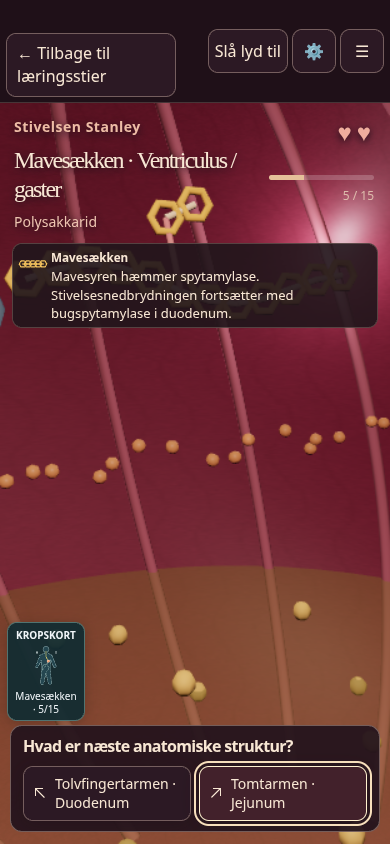 ← Tilbage til
læringsstier
Slå lyd til
Stivelsen Stanley
Mavesækken · Ventriculus /
gaster
Polysakkarid
5 / 15
Mavesækken
Mavesyren hæmmer spytamylase.
Stivelsesnedbrydningen fortsætter med
bugspytamylase i duodenum.
KROPSKORT
Mavesækken
· 5/15
Hvad er næste anatomiske struktur?
Tolvfingertarmen ·
Duodenum
Tomtarmen ·
Jejunum